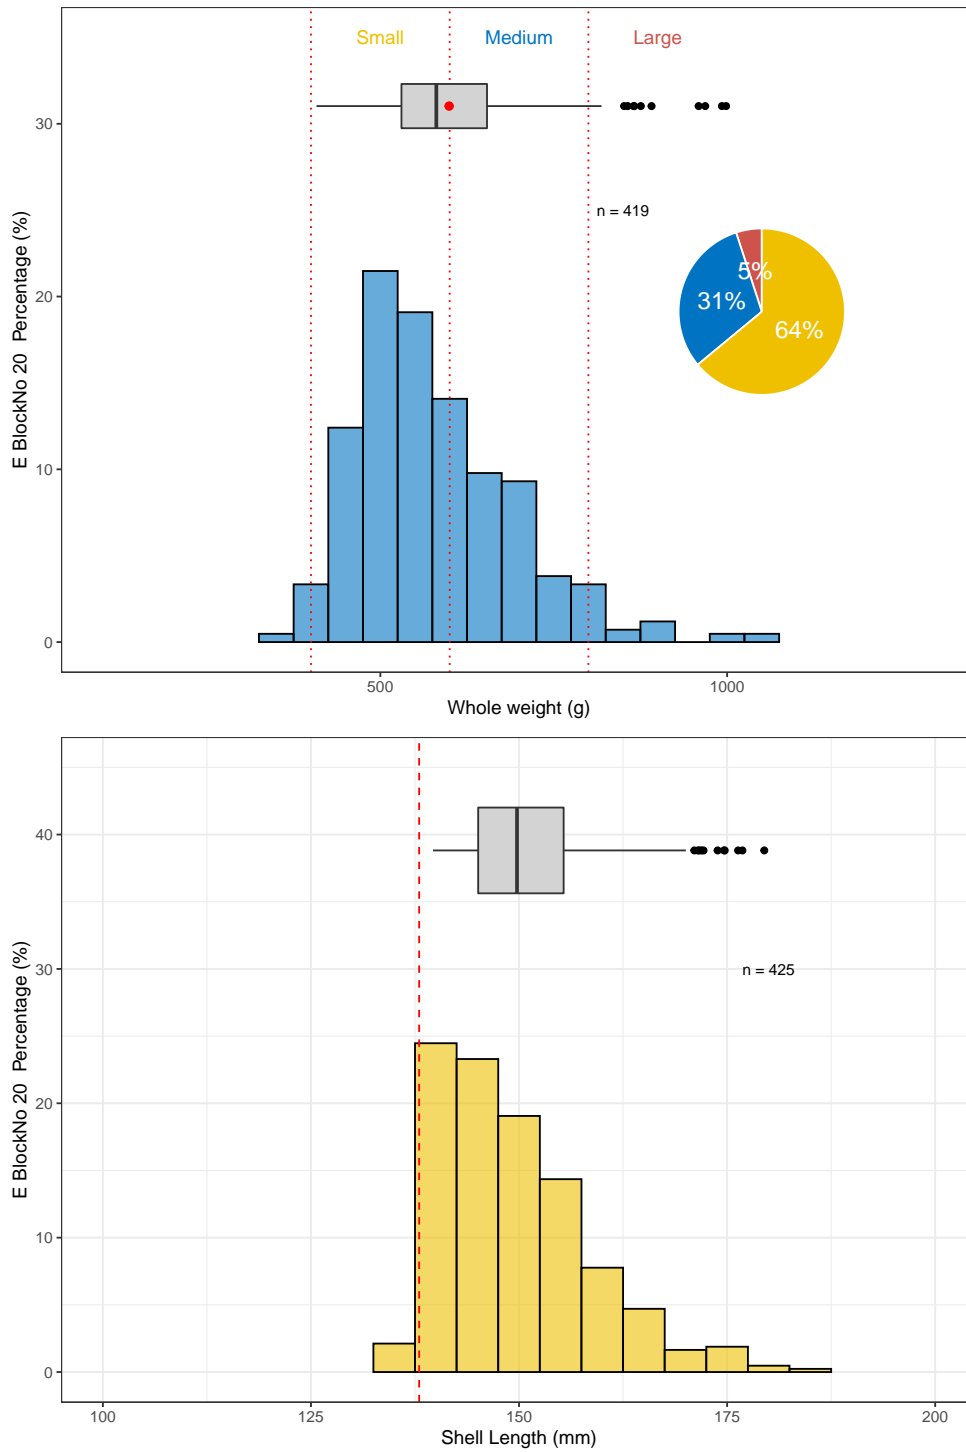 Small Medium Large
30
n = 419
20
5%
31%
64%
10
0
E BlockNo 20  Percentage (%)
500 1000
Whole weight (g)
40
30
n = 425
20
10
0
E BlockNo 20  Percentage (%)
100 125 150 175 200
Shell Length (mm)